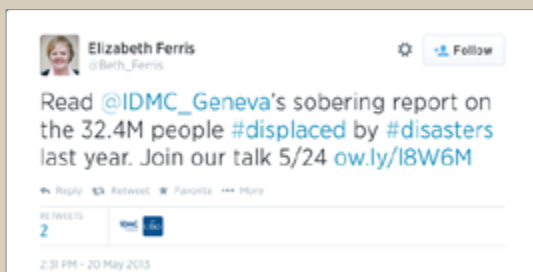 Elizabeth Ferris
@Beth_Ferris
Follow
Read @IDMC_Geneva's sobering report on
the 32.4M people #displaced by #disasters
last year. Join our talk 5/24 ow.ly/l8W6M
Reply Retweet Favorite More
RETWEETS
2
2:31 PM - 20 May 2013